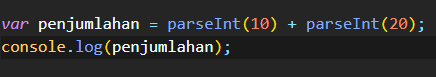 var penjumlahan = parseInt(10) + parseInt(20);
console.log(penjumlahan);